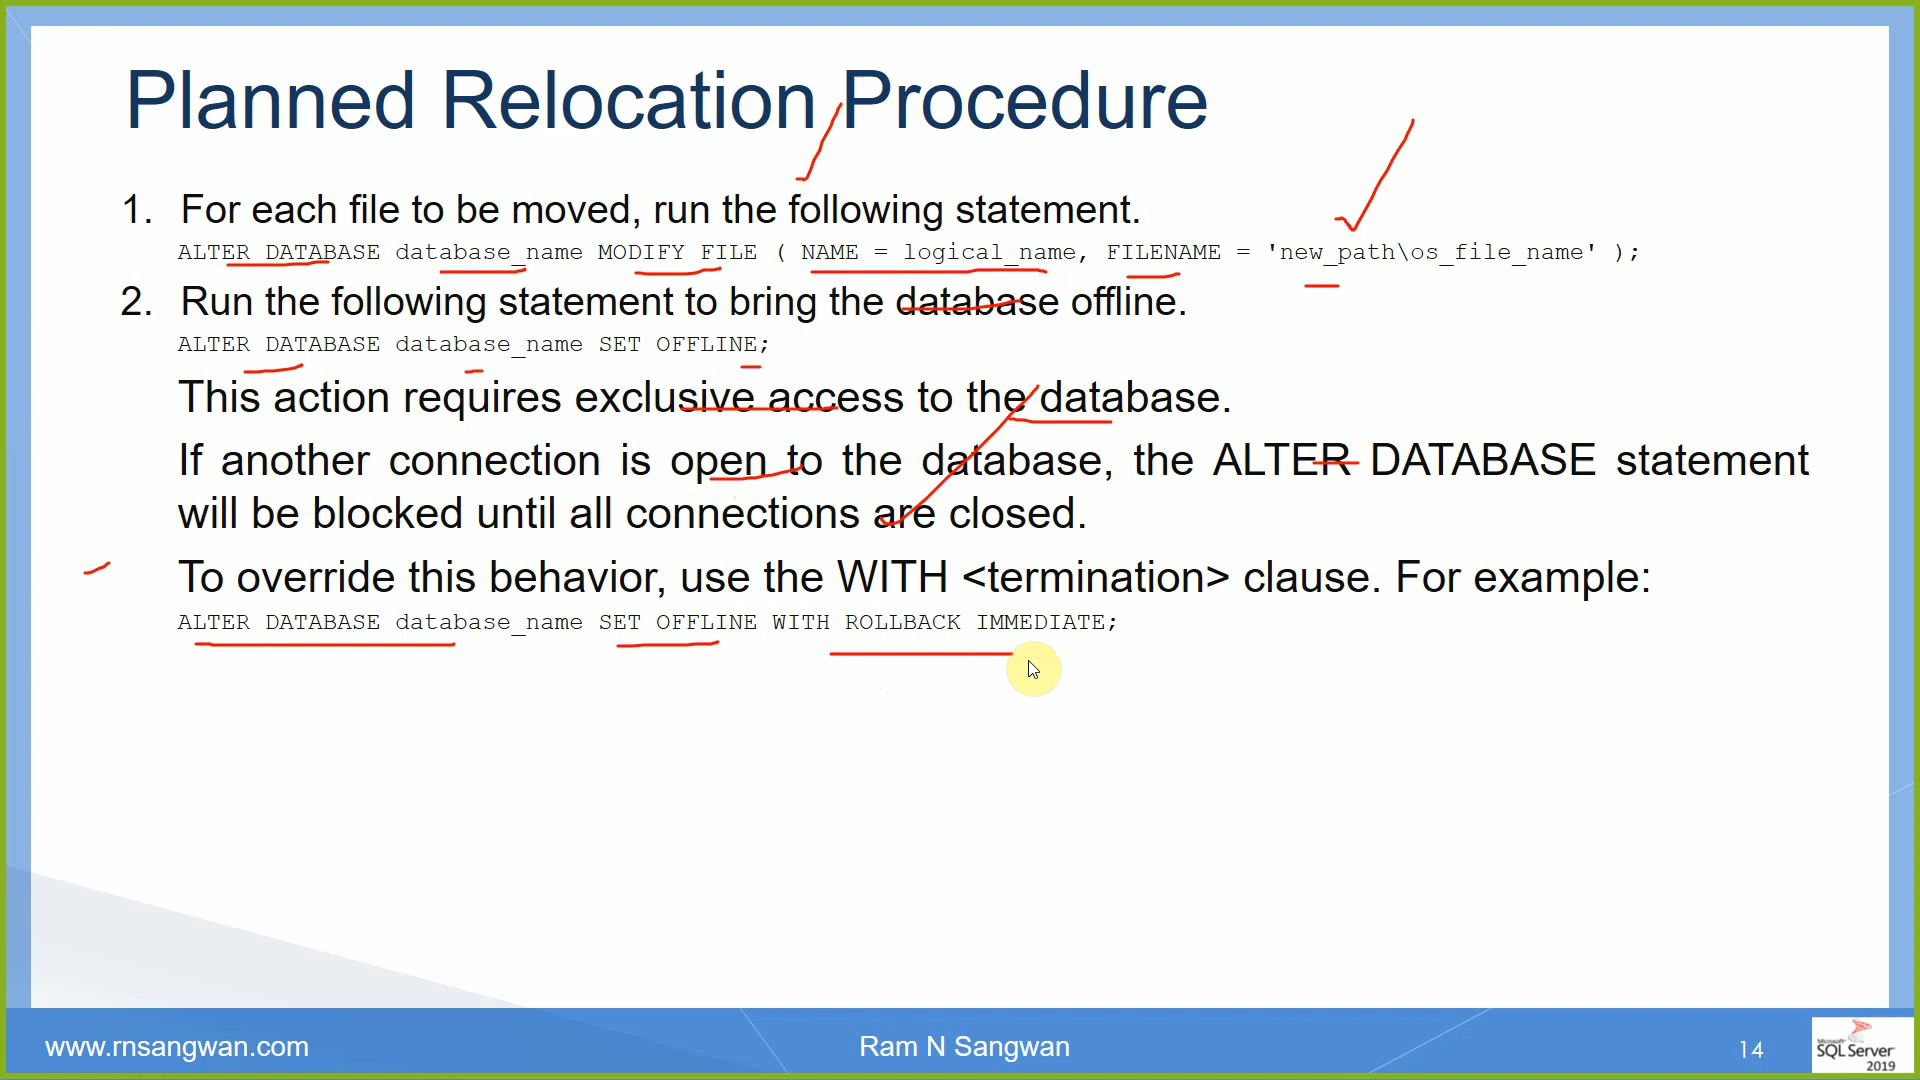 Planned Relocation Procedure
1. For each file to be moved, run the following statement.
ALTER DATABASE database_name MODIFY FILE ( NAME = logical_name, FILENAME = 'new_path\os_file_name' );
2. Run the following statement to bring the database offline.
ALTER DATABASE database_name SET OFFLINE;
This action requires exclusive access to the database.
If another connection is open to the database, the ALTER DATABASE statement
will be blocked until all connections are closed.
To override this behavior, use the WITH <termination> clause. For example:
ALTER DATABASE database_name SET OFFLINE WITH ROLLBACK IMMEDIATE;
www.rnsangwan.com
Ram N Sangwan
14
Microsoft
SQL Server
2019